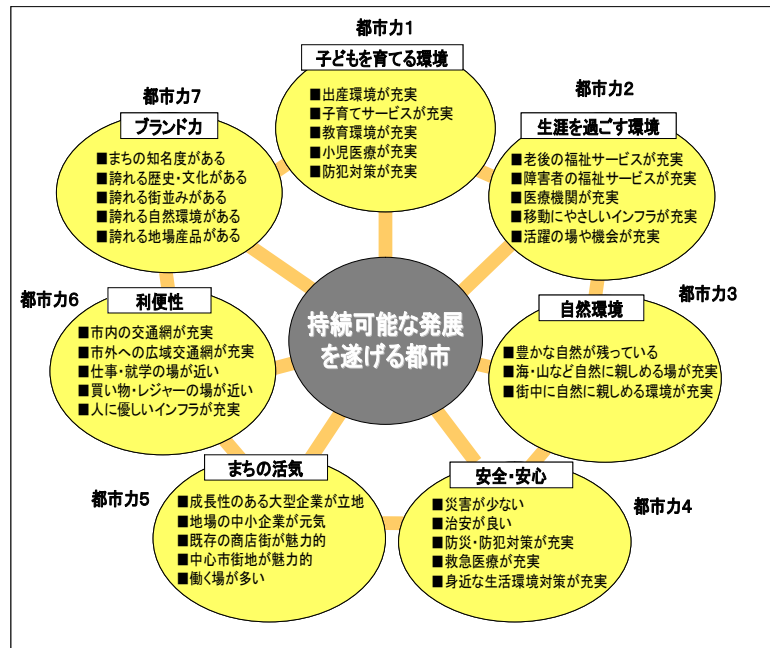 都市力1
子どもを育てる環境
■出産環境が充実
■子育てサービスが充実
■教育環境が充実
■小児医療が充実
■防犯対策が充実
都市力2
生涯を過ごす環境
■老後の福祉サービスが充実
■障害者の福祉サービスが充実
■医療機関が充実
■移動にやさしいインフラが充実
■活躍の場や機会が充実
都市力3
自然環境
■豊かな自然が残っている
■海・山など自然に親しめる場が充実
■街中に自然に親しめる環境が充実
都市力4
安全・安心
■災害が少ない
■治安が良い
■防災・防犯対策が充実
■救急医療が充実
■身近な生活環境対策が充実
都市力5
まちの活気
■成長性のある大型企業が立地
■地場の中小企業が元気
■既存の商店街が魅力的
■中心市街地が魅力的
■働く場が多い
都市力6
利便性
■市内の交通網が充実
■市外への広域交通網が充実
■仕事・就学の場が近い
■買い物・レジャーの場が近い
■人に優しいインフラが充実
都市力7
ブランド力
■まちの知名度がある
■誇れる歴史・文化がある
■誇れる街並みがある
■誇れる自然環境がある
■誇れる地場産品がある
持続可能な発展
を遂げる都市